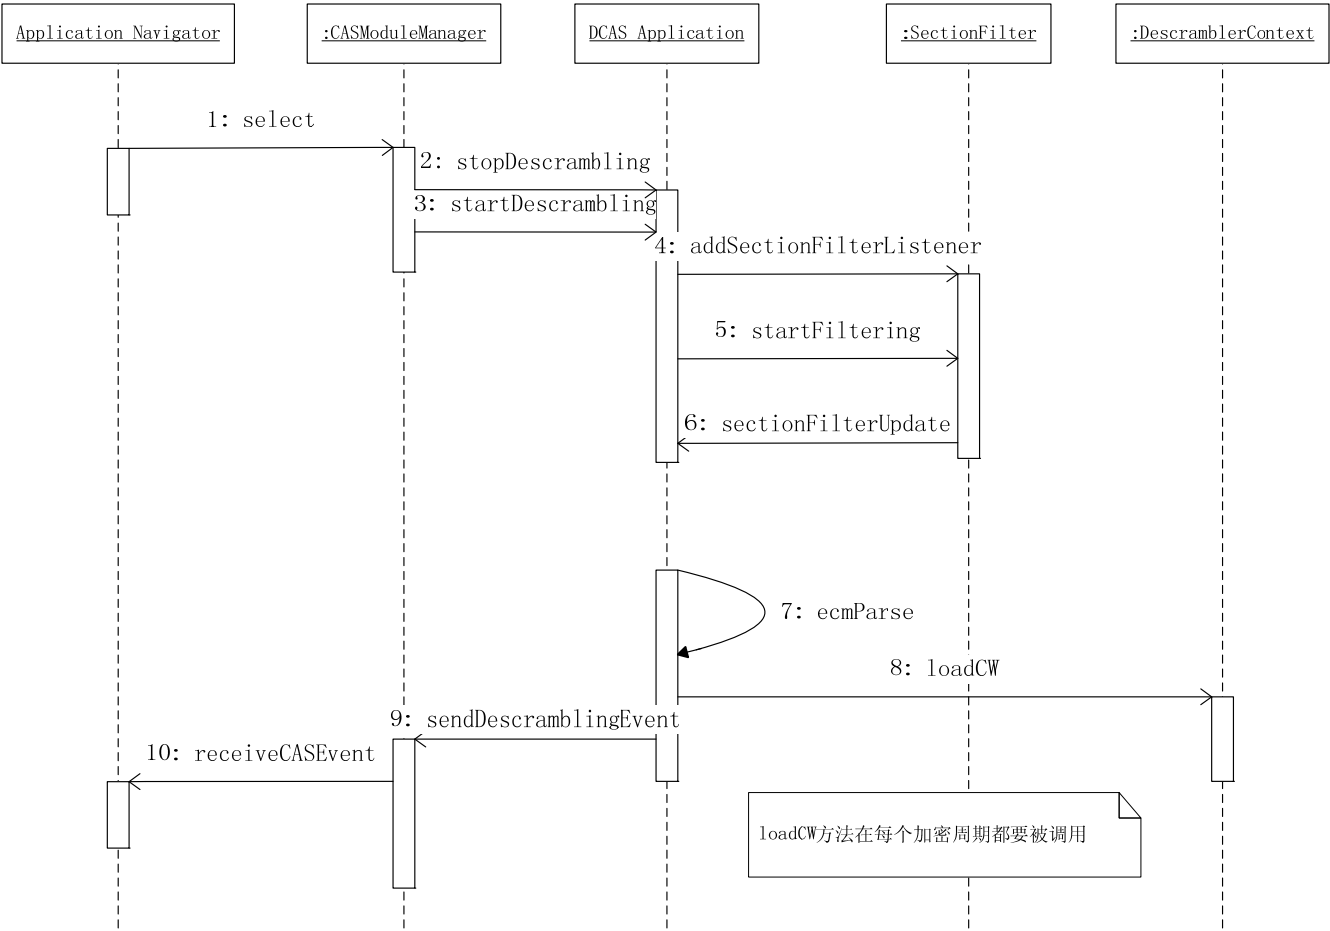 Application Navigator
:CASModuleManager
DCAS Application
:SectionFilter
:DescramblerContext
1: select
2: stopDescrambling
3: startDescrambling
4: addSectionFilterListener
5: startFiltering
6: sectionFilterUpdate
7: ecmParse
8: loadCW
9: sendDescramblingEvent
10: receiveCASEvent
loadCW方法在每个加密周期都要被调用